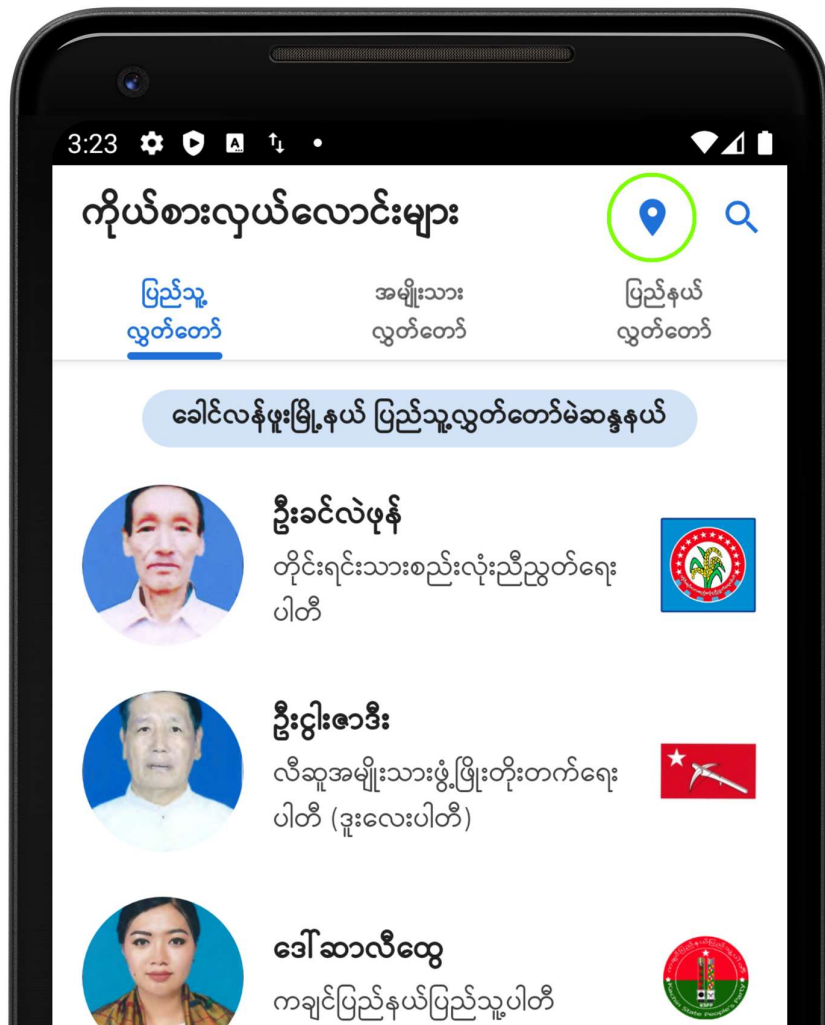 3:23
ကိုယ်စားလှယ်လောင်းများ
ပြည်သူ့
လွှတ်တော်
အမျိုးသား
လွှတ်တော်
ပြည်နယ်
လွှတ်တော်
ခေါင်လန်ဖူးမြို့နယ် ပြည်သူ့လွှတ်တော်မဲဆန္ဒနယ်
ဦးခင်လဲဖုန်
တိုင်းရင်းသားစည်းလုံးညီညွတ်ရေး
ပါတီ
ဦးငွါးဇာဒီး
လီဆူအမျိုးသားဖွံ့ဖြိုးတိုးတက်ရေး
ပါတီ (ဒူးလေးပါတီ)
ဒေါ်ဆာလီထွေ
ကချင်ပြည်နယ်ပြည်သူ့ပါတီ